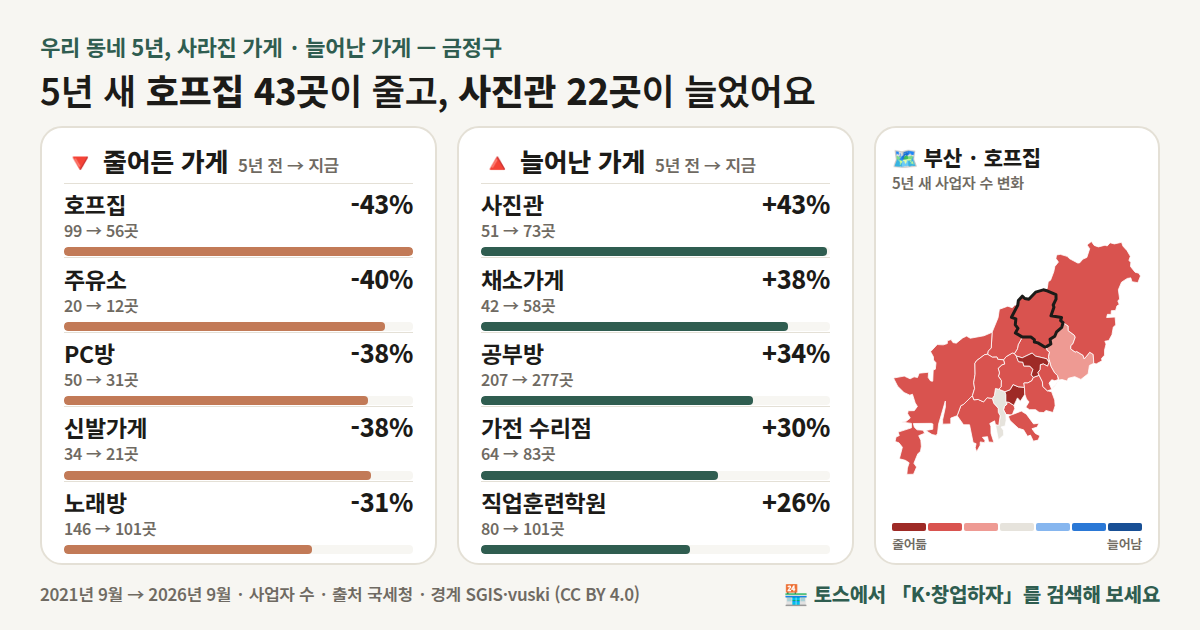 우리 동네 5년, 사라진 가게 · 늘어난 가게 — 금정구
5년 새 호프집 43곳이 줄고, 사진관 22곳이 늘었어요
줄어든 가게 5년 전 → 지금
호프집 -43%
99 → 56곳
주유소 -40%
20 → 12곳
PC방 -38%
50 → 31곳
신발가게 -38%
34 → 21곳
노래방 -31%
146 → 101곳
늘어난 가게 5년 전 → 지금
사진관 +43%
51 → 73곳
채소가게 +38%
42 → 58곳
공부방 +34%
207 → 277곳
가전 수리점 +30%
64 → 83곳
직업훈련학원 +26%
80 → 101곳
부산 · 호프집
5년 새 사업자 수 변화
줄어듦 늘어남
2021년 9월 → 2026년 9월 · 사업자 수 · 출처 국세청 · 경계 SGIS·vuski (CC BY 4.0)
토스에서 「K·창업하자」를 검색해 보세요